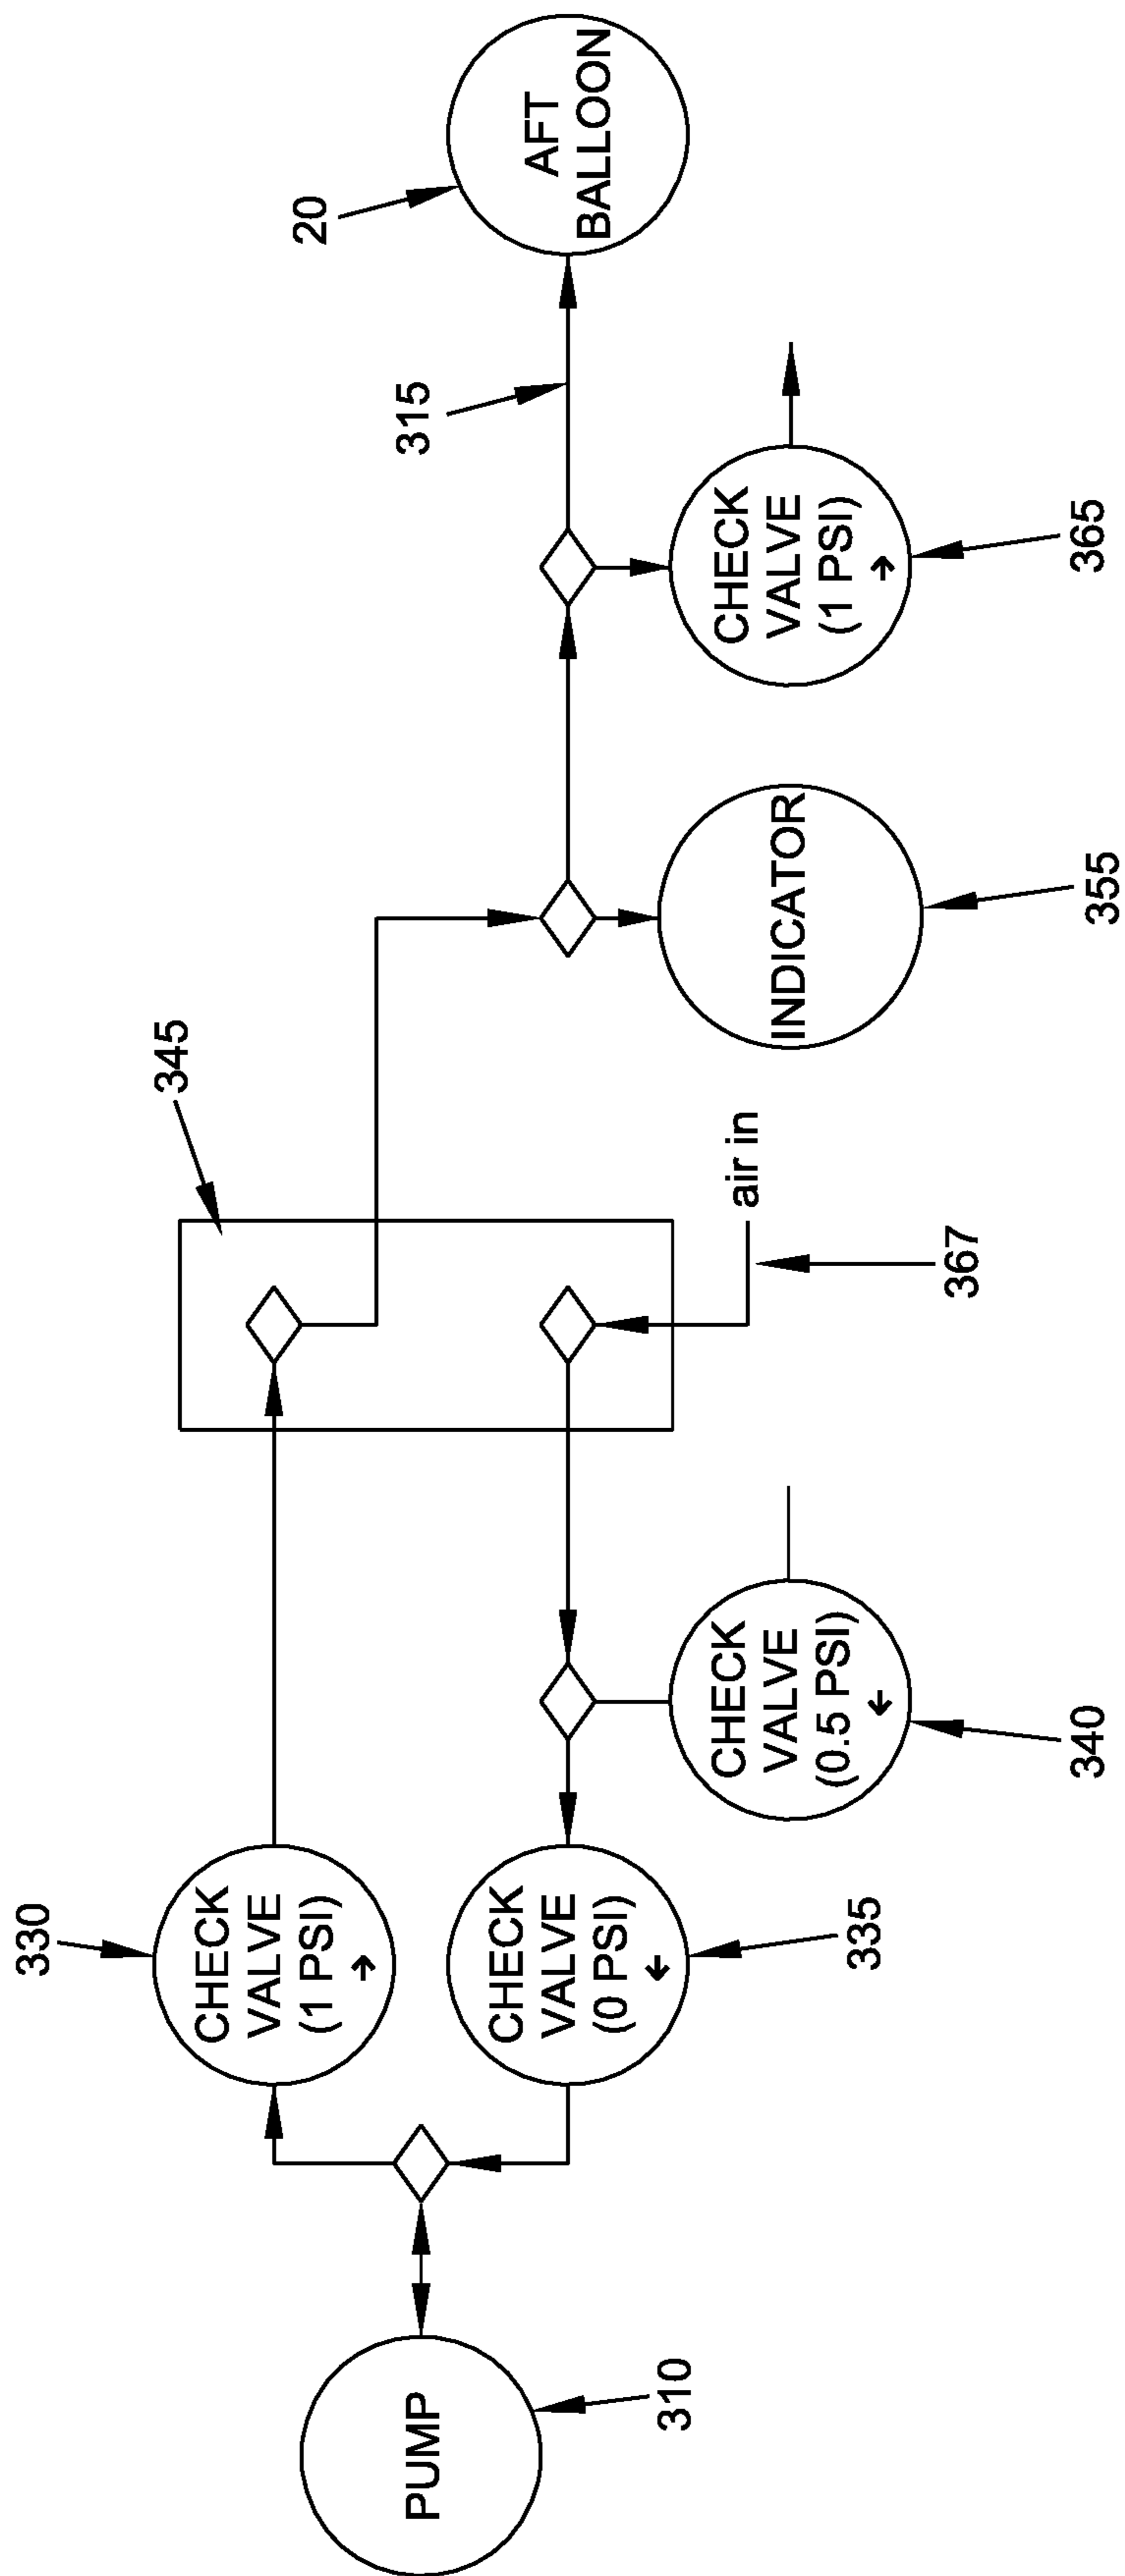 345
20
315
330
CHECK
VALVE
(1 PSI)
→
AFT
BALLOON
PUMP
310
CHECK
VALVE
(0 PSI)
←
335
CHECK
VALVE
(0.5 PSI)
←
340
air in
367
INDICATOR
355
CHECK
VALVE
(1 PSI)
→
365